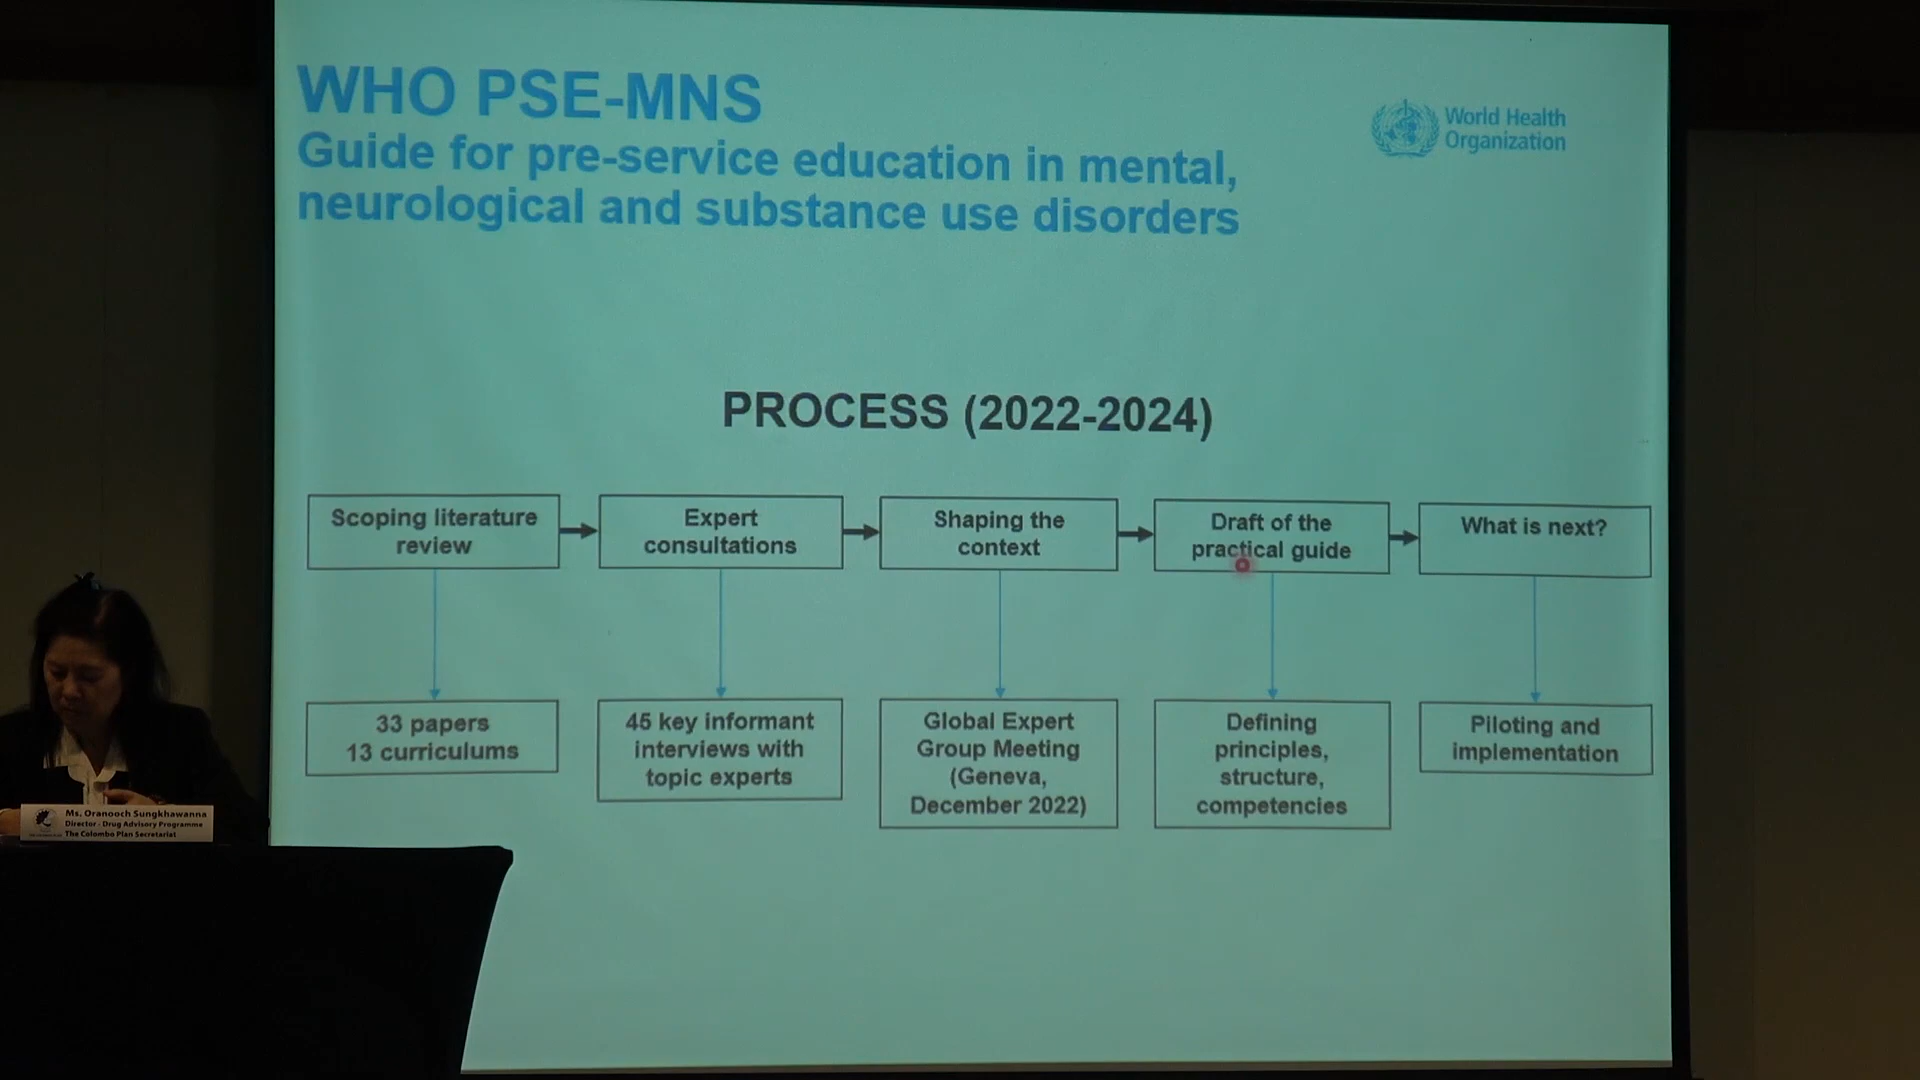 WHO PSE-MNS
Guide for pre-service education in mental,
neurological and substance use disorders
World Health
Organization
PROCESS (2022-2024)
Scoping literature
review
Expert
consultations
Shaping the
context
Draft of the
practical guide
What is next?
33 papers
13 curriculums
45 key informant
interviews with
topic experts
Global Expert
Group Meeting
(Geneva,
December 2022)
Defining
principles,
structure,
competencies
Piloting and
implementation
Ms. Oranooch Sungkhawanna
Director - Drug Advisory Programme
The Colombo Plan Secretariat